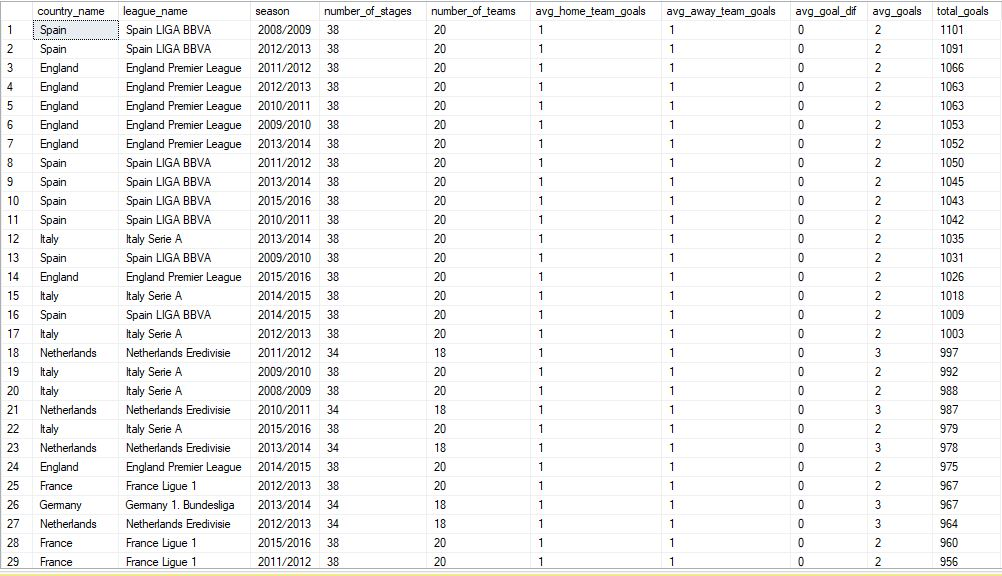 country_name league_name season number_of_stages number_of_teams avg_home_team_goals avg_away_team_goals avg_goal_dif avg_goals total_goals
1 Spain Spain LIGA BBVA 2008/2009 38 20 1 1 0 2 1101
2 Spain Spain LIGA BBVA 2012/2013 38 20 1 1 0 2 1091
3 England England Premier League 2011/2012 38 20 1 1 0 2 1066
4 England England Premier League 2012/2013 38 20 1 1 0 2 1063
5 England England Premier League 2010/2011 38 20 1 1 0 2 1063
6 England England Premier League 2009/2010 38 20 1 1 0 2 1053
7 England England Premier League 2013/2014 38 20 1 1 0 2 1052
8 Spain Spain LIGA BBVA 2011/2012 38 20 1 1 0 2 1050
9 Spain Spain LIGA BBVA 2013/2014 38 20 1 1 0 2 1045
10 Spain Spain LIGA BBVA 2015/2016 38 20 1 1 0 2 1043
11 Spain Spain LIGA BBVA 2010/2011 38 20 1 1 0 2 1042
12 Italy Italy Serie A 2013/2014 38 20 1 1 0 2 1035
13 Spain Spain LIGA BBVA 2009/2010 38 20 1 1 0 2 1031
14 England England Premier League 2015/2016 38 20 1 1 0 2 1026
15 Italy Italy Serie A 2014/2015 38 20 1 1 0 2 1018
16 Spain Spain LIGA BBVA 2014/2015 38 20 1 1 0 2 1009
17 Italy Italy Serie A 2012/2013 38 20 1 1 0 2 1003
18 Netherlands Netherlands Eredivisie 2011/2012 34 18 1 1 0 3 997
19 Italy Italy Serie A 2009/2010 38 20 1 1 0 2 992
20 Italy Italy Serie A 2008/2009 38 20 1 1 0 2 988
21 Netherlands Netherlands Eredivisie 2010/2011 34 18 1 1 0 3 987
22 Italy Italy Serie A 2015/2016 38 20 1 1 0 2 979
23 Netherlands Netherlands Eredivisie 2013/2014 34 18 1 1 0 3 978
24 England England Premier League 2014/2015 38 20 1 1 0 2 975
25 France France Ligue 1 2012/2013 38 20 1 1 0 2 967
26 Germany Germany 1. Bundesliga 2013/2014 34 18 1 1 0 3 967
27 Netherlands Netherlands Eredivisie 2012/2013 34 18 1 1 0 3 964
28 France France Ligue 1 2015/2016 38 20 1 1 0 2 960
29 France France Ligue 1 2011/2012 38 20 1 1 0 2 956